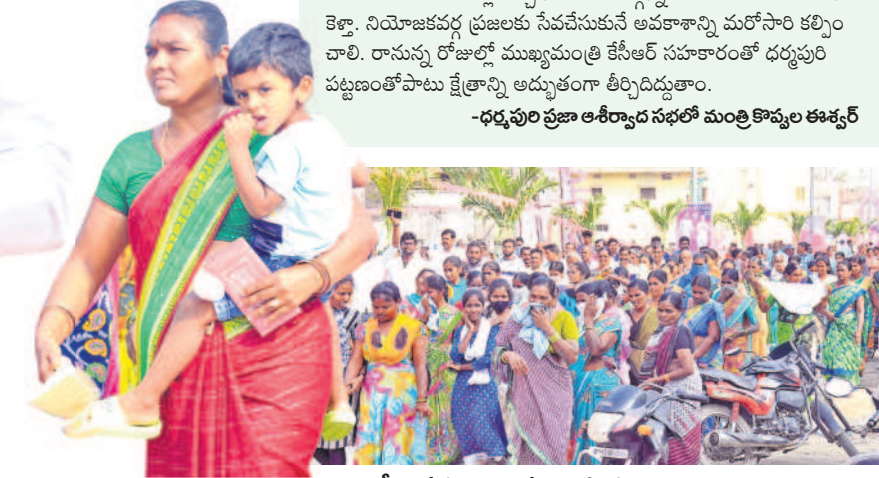 కెళ్తా. నియోజకవర్గ ప్రజలకు సేవచేసుకునే అవకాశాన్ని మరోసారి కల్పిం
చాలి. రానున్న రోజుల్లో ముఖ్యమంత్రి కేసీఆర్ సహకారంతో ధర్మపురి
పట్టణంతోపాటు క్షేత్రాన్ని అద్భుతంగా తీర్చిదిద్దుతాం.
-ధర్మపురి ప్రజా ఆశీర్వాద సభలో మంత్రి కొప్పుల ఈశ్వర్